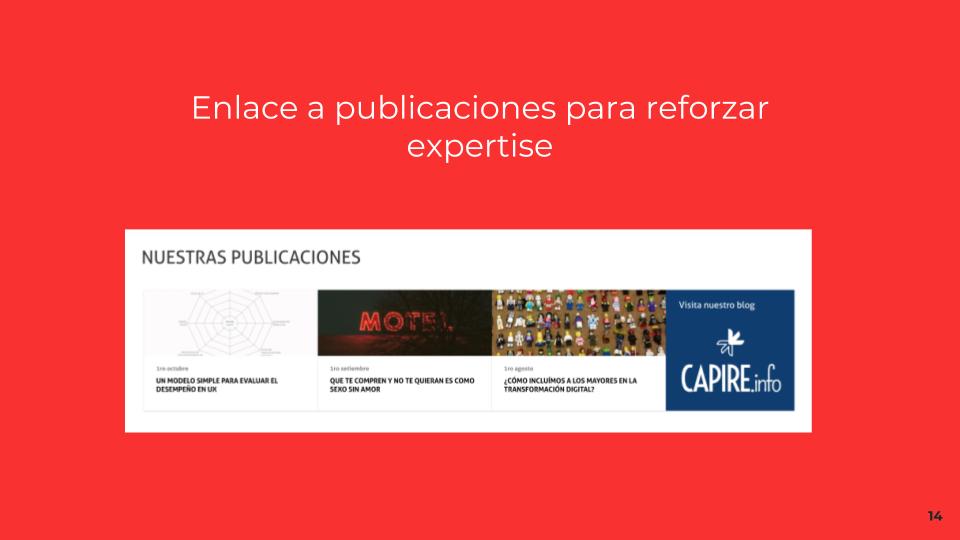 Enlace a publicaciones para reforzar
expertise
NUESTRAS PUBLICACIONES
MOTEL
1ro octubre
UN MODELO SIMPLE PARA EVALUAR EL
DESEMPEÑO EN UX
1ro setiembre
QUE TE COMPREN Y NO TE QUIERAN ES COMO
SEXO SIN AMOR
1ro agosto
¿CÓMO INCLUÍMOS A LOS MAYORES EN LA
TRANSFORMACIÓN DIGITAL?
Visita nuestro blog
CAPIRE.info
14